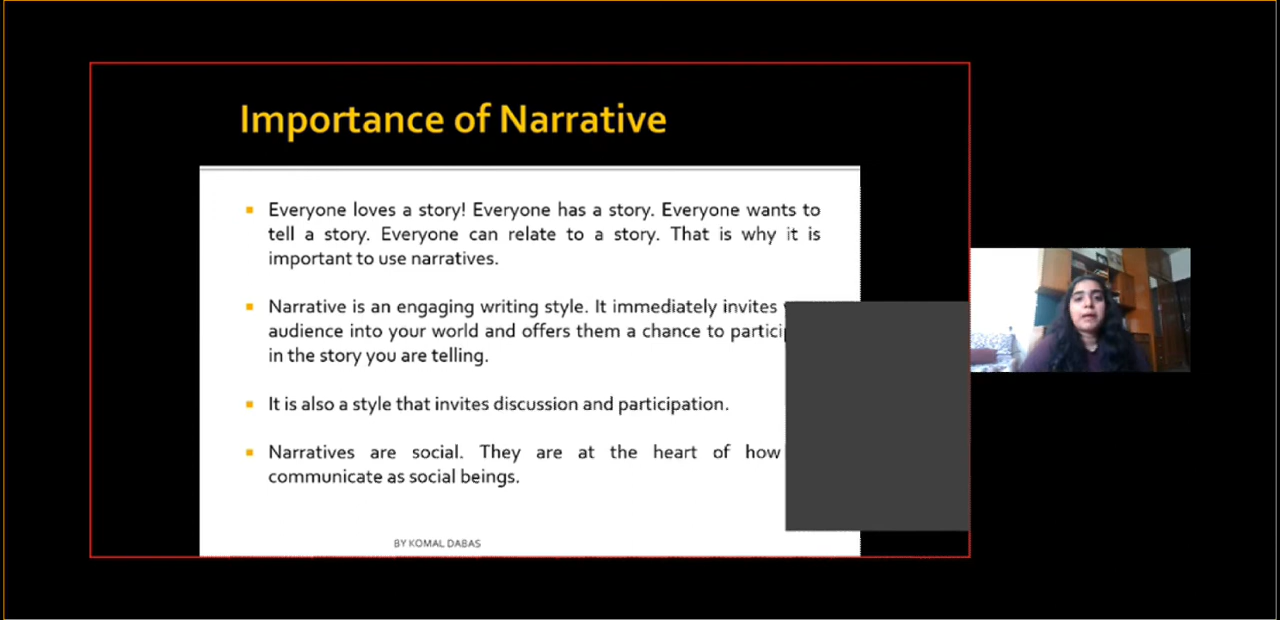 Importance of Narrative
Everyone loves a story! Everyone has a story. Everyone wants to
tell a story. Everyone can relate to a story. That is why it is
important to use narratives.
Narrative is an engaging writing style. It immediately invites
audience into your world and offers them a chance to
in the story you are telling.
It is also a style that invites discussion and participation.
Narratives are social. They are at the heart of how
communicate as social beings.
BY KOMAL DABAS